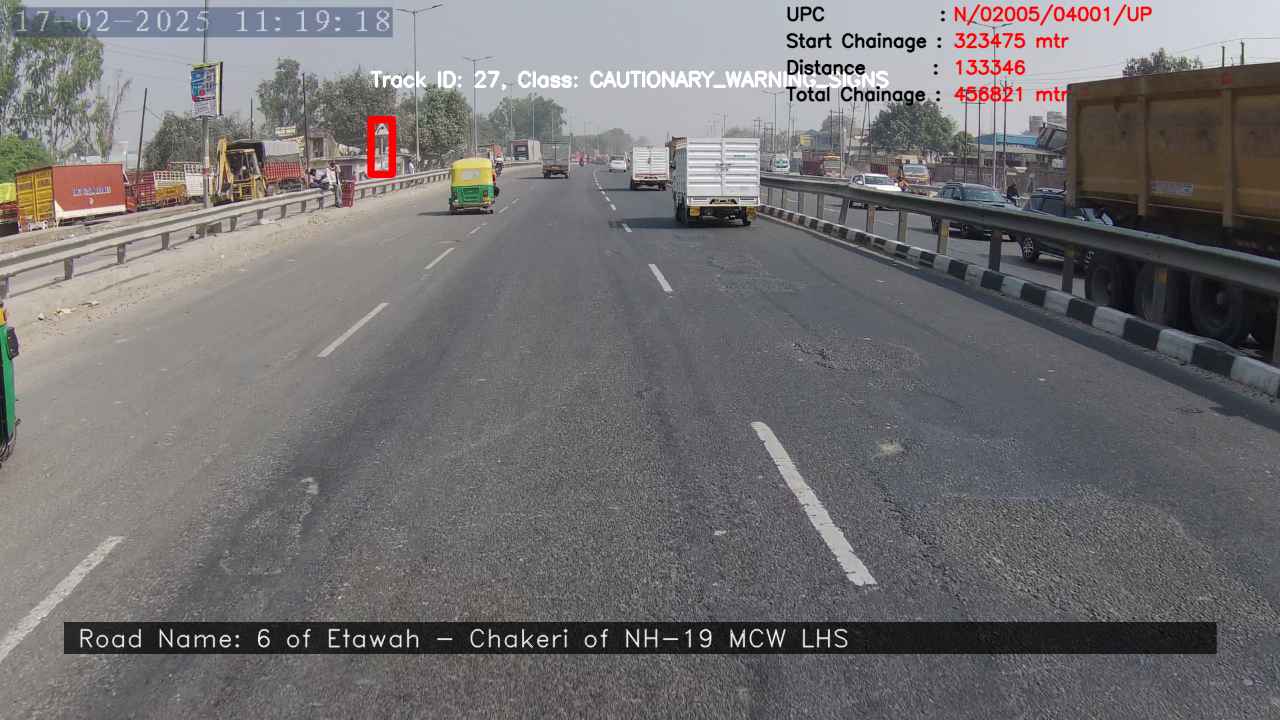 17-02-2025 11:19:18
UPC : N/02005/04001/UP
Start Chainage : 323475 mtr
Distance : 133346
Total Chainage : 456821 mtr
Track ID: 27, Class: CAUTIONARY_WARNING_SIGNS
Road Name: 6 of Etawah - Chakeri of NH-19 MCW LHS